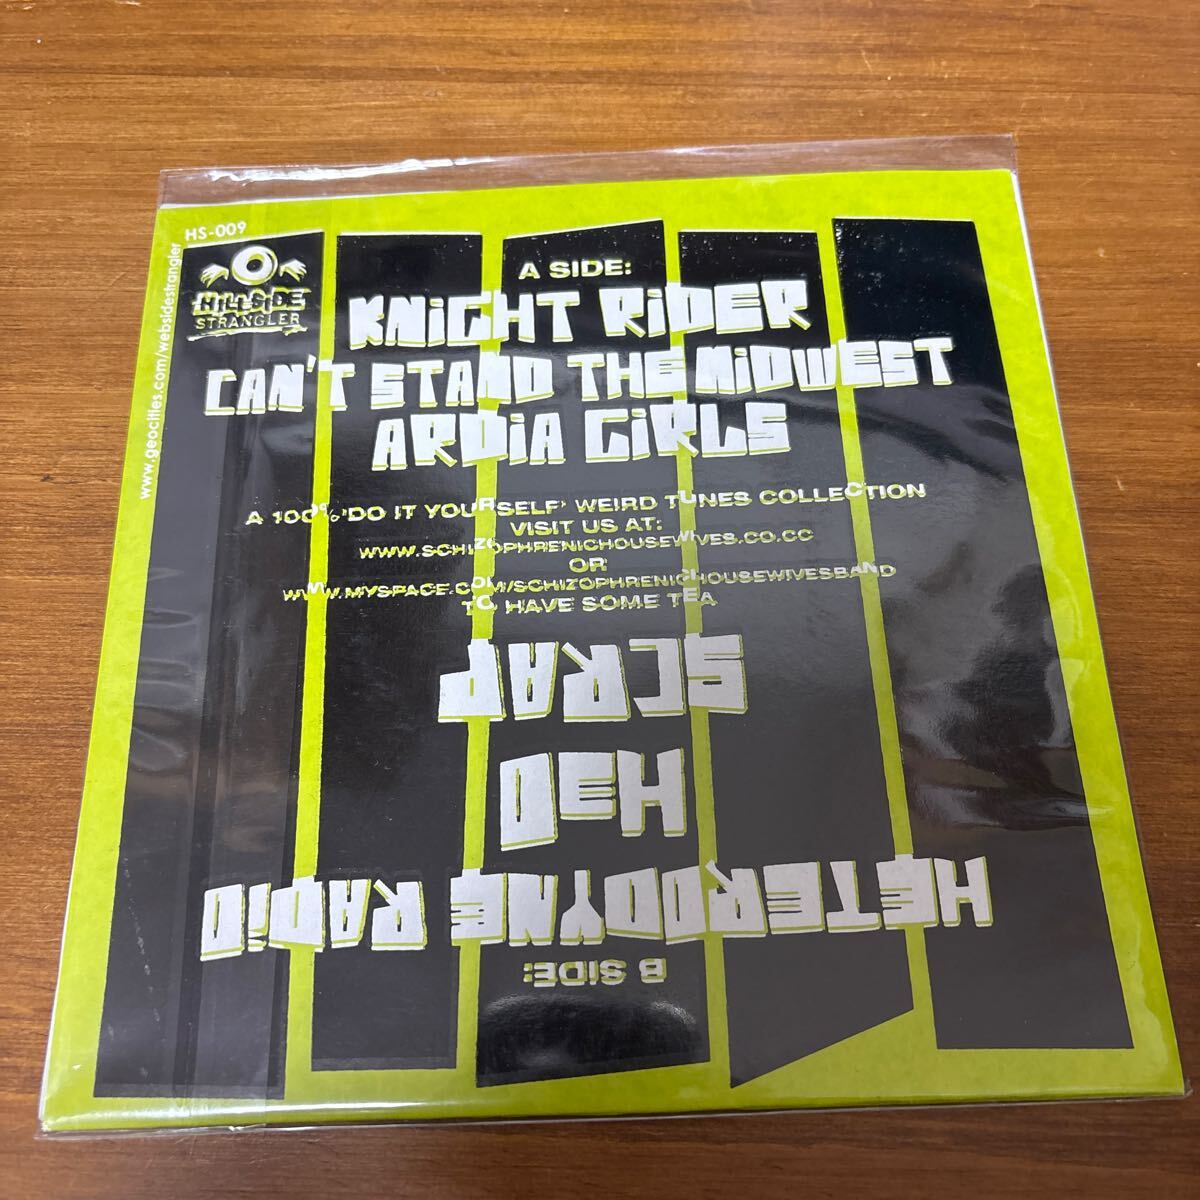 HS-009
HILLSIDE
STRANGLER
www.geocities.com/websidestrangler
A SIDE:
KNiGHT RiDER
CAN'T STAND THE MiDWEST
ARDiA GiRLS
A 100% 'DO IT YOURSELF' WEIRD TUNES COLLECTION
VISIT US AT:
WWW.SCHIZOPHRENICHOUSEWIVES.CO.CC
OR
WWW.MYSPACE.COM/SCHIZOPHRENICHOUSEWIVESBAND
TO HAVE SOME TEA
B SiDE:
HETERODYNE RADiO
HED
SCRAP